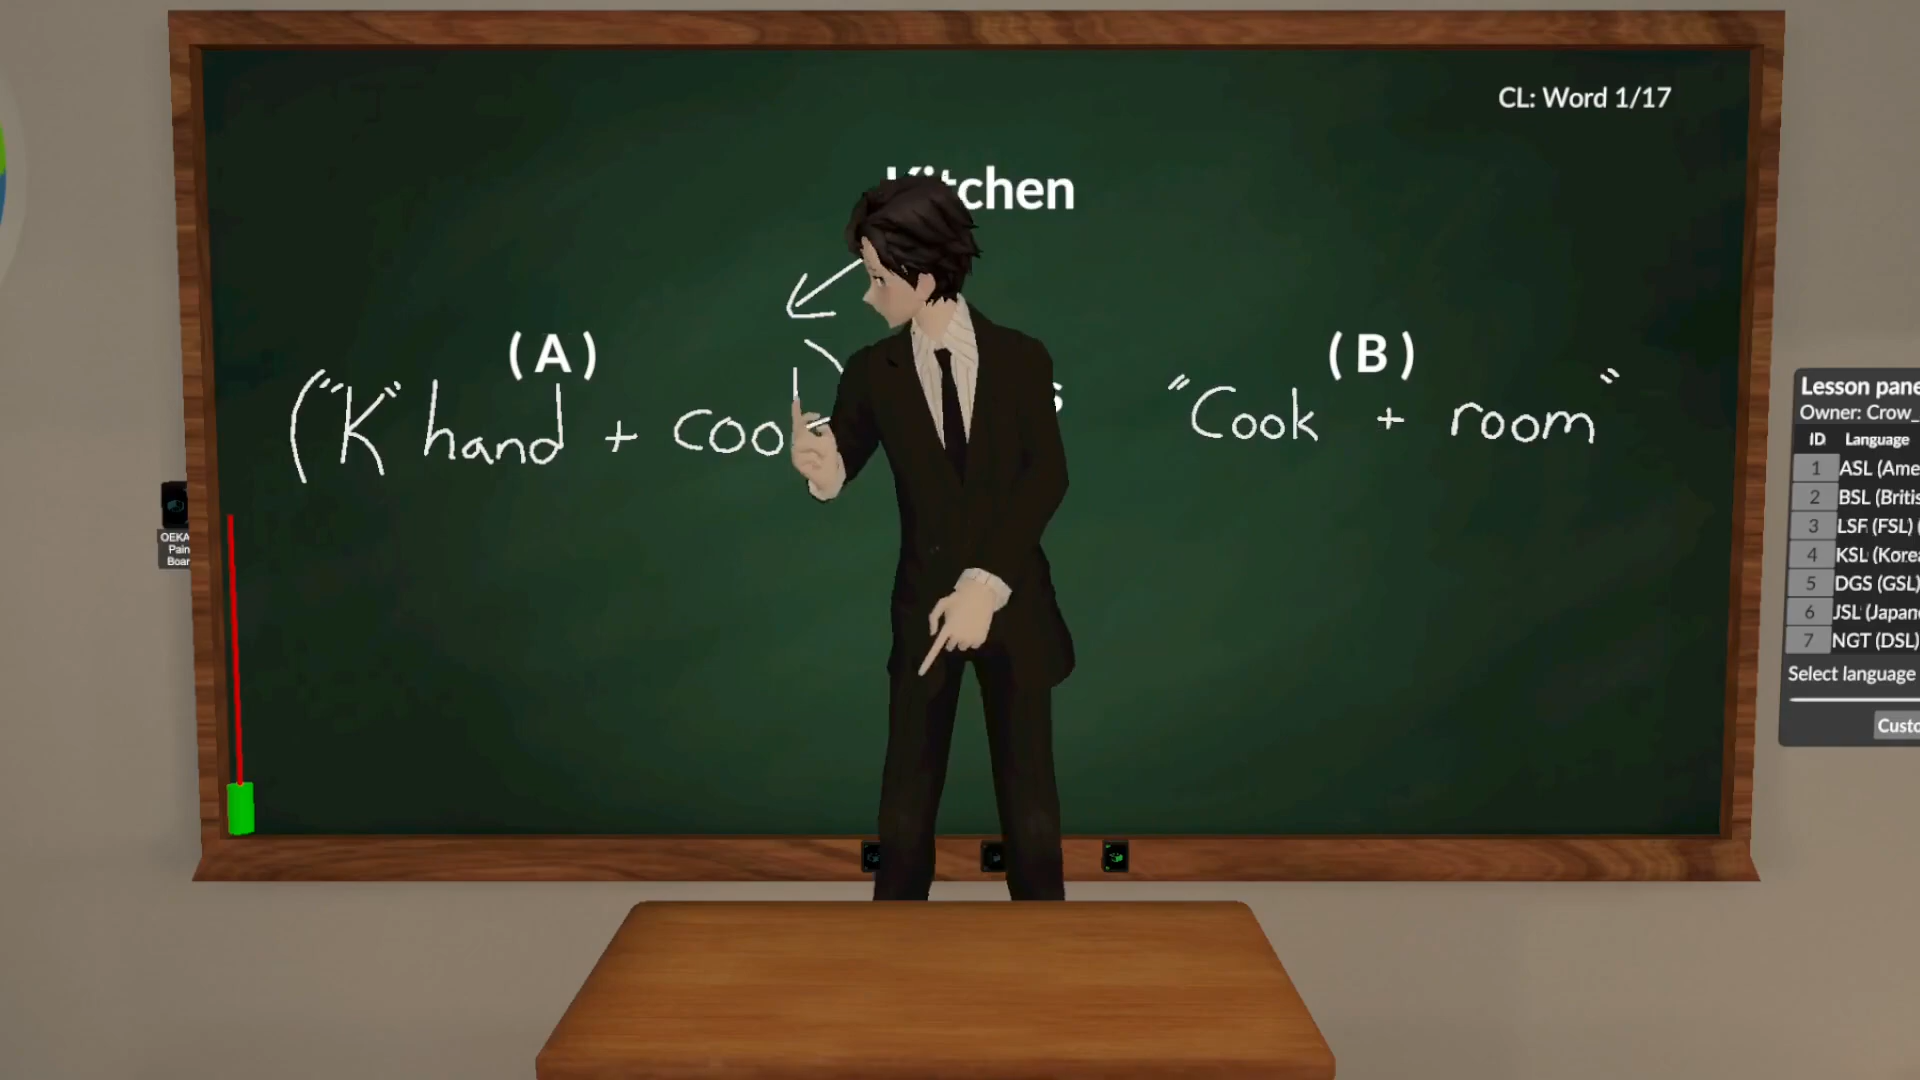 CL: Word 1/17
Kitchen
(A)
(B)
("K" hand + coo
"Cook + room"
Lesson pane
Owner: Crow_
ID Language
1 ASL (Ame
2 BSL (Britis
3 LSF (FSL) (
4 KSL (Korea
5 DGS (GSL)
6 JSL (Japan
7 NGT (DSL)
Select language
Custo
OEKA
Pain
Boar